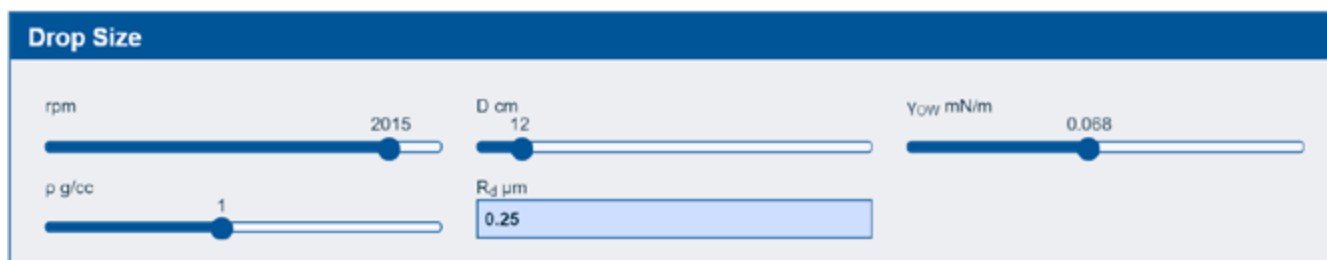 Drop Size
rpm
2015
D cm
12
γOW mN/m
0.068
ρ g/cc
1
Rd μm
0.25